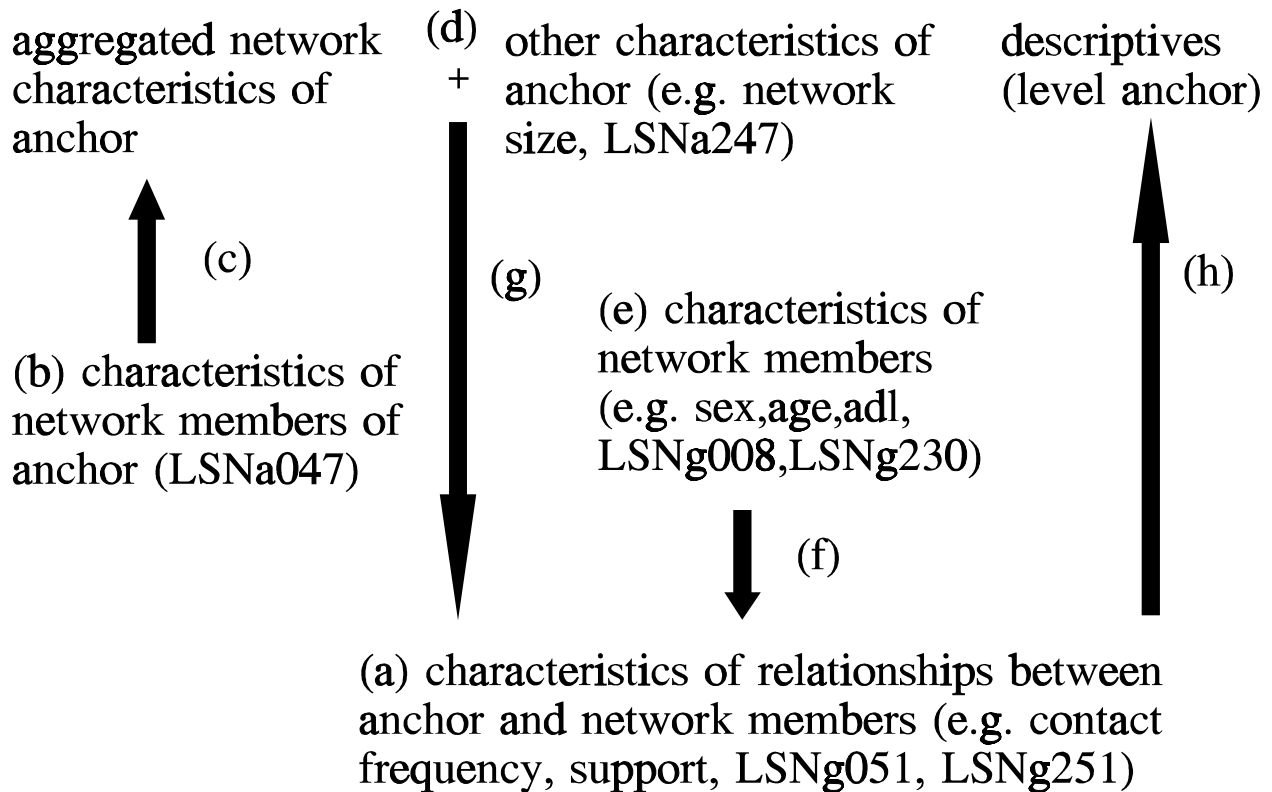 aggregated network
characteristics of
anchor
(d)
+
other characteristics of
anchor (e.g. network
size, LSNa247)
descriptives
(level anchor)
(c)
(g)
(h)
(b) characteristics of
network members of
anchor (LSNa047)
(e) characteristics of
network members
(e.g. sex,age,adl,
LSNg008,LSNg230)
(f)
(a) characteristics of relationships between
anchor and network members (e.g. contact
frequency, support, LSNg051, LSNg251)